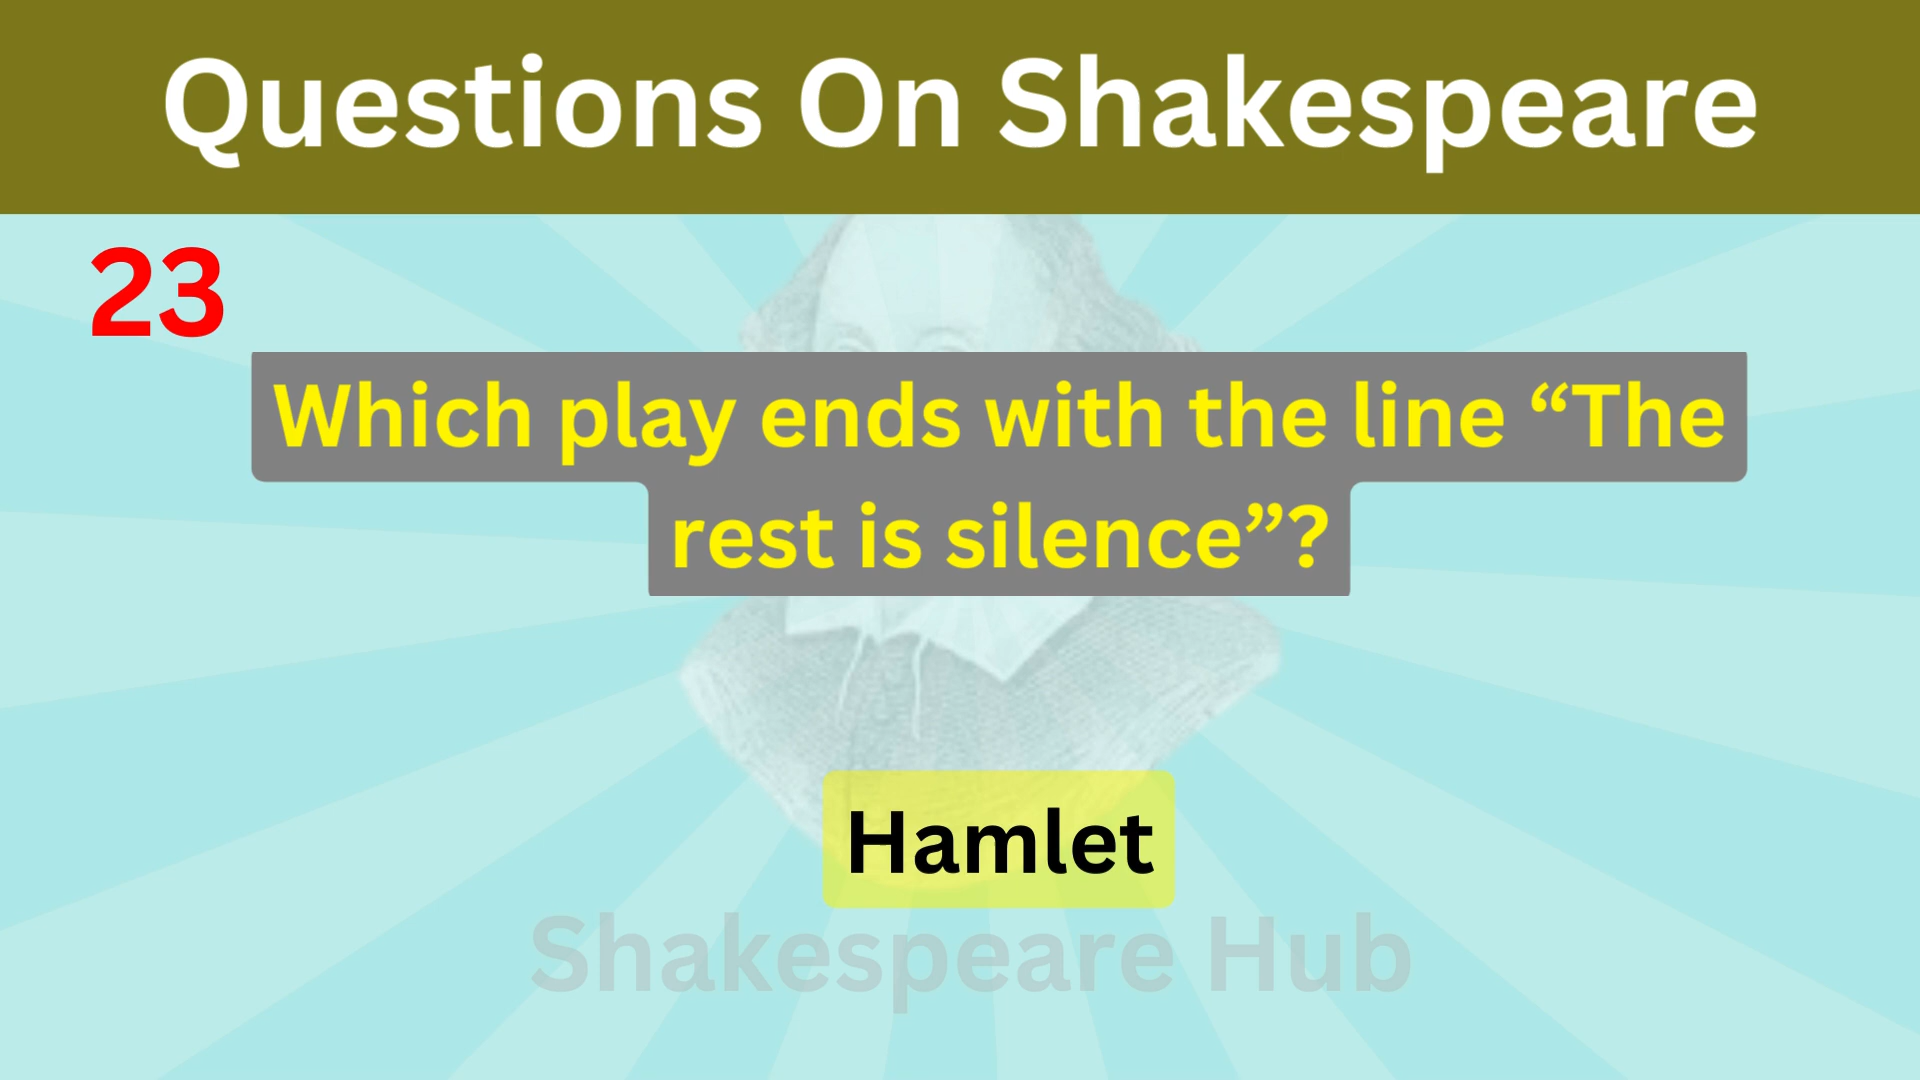 Questions On Shakespeare
23
Which play ends with the line “The
rest is silence”?
Hamlet
Shakespeare Hub